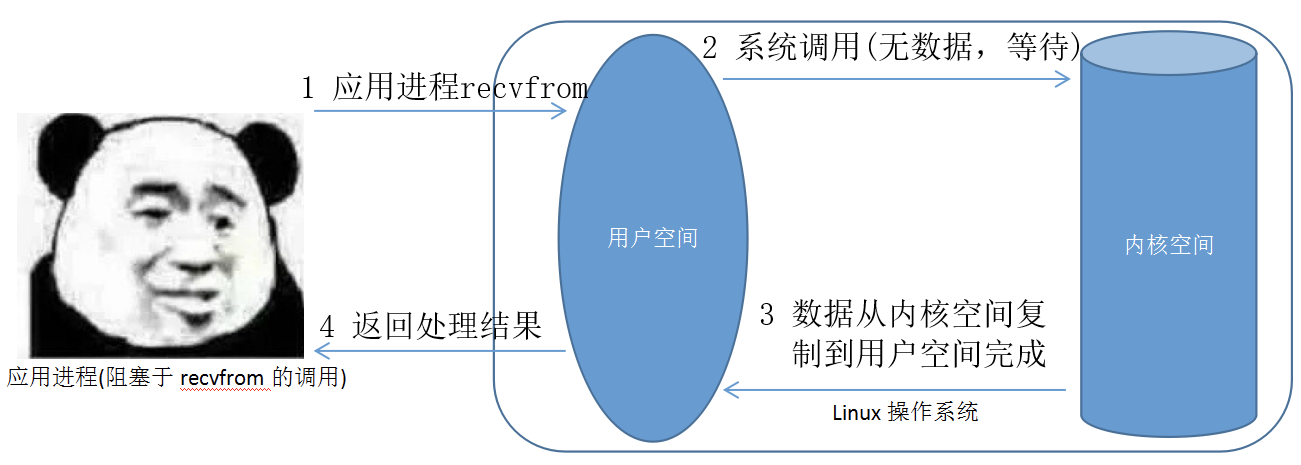 2 系统调用(无数据，等待)
1 应用进程recvfrom
用户空间
内核空间
3 数据从内核空间复
制到用户空间完成
4 返回处理结果
应用进程(阻塞于 recvfrom 的调用)
Linux 操作系统